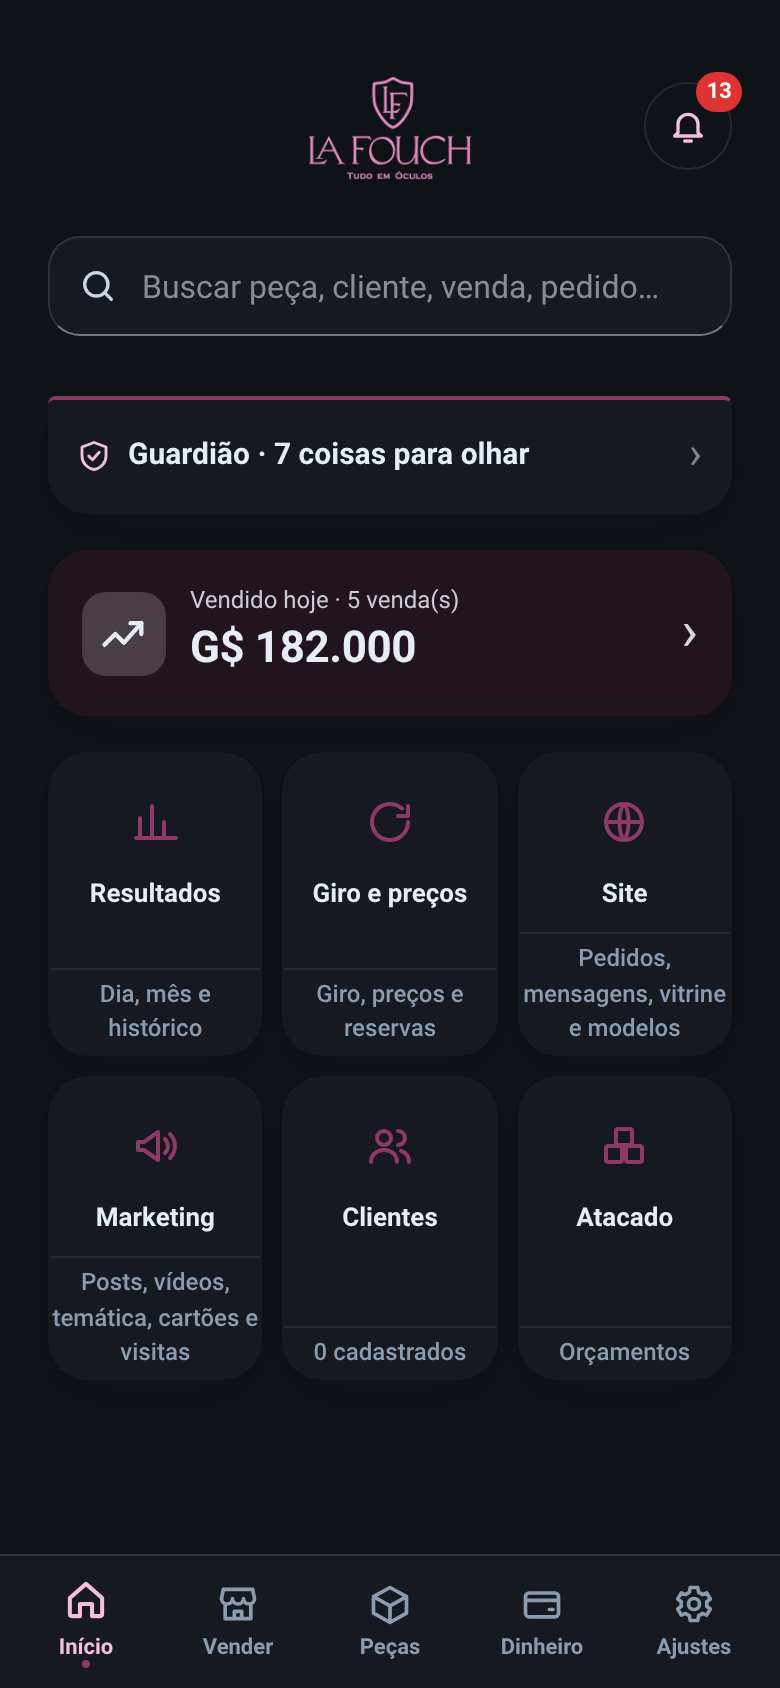 LF
LA FOUCH
TUDO EM ÓCULOS
13
Buscar peça, cliente, venda, pedido...
Guardião · 7 coisas para olhar
Vendido hoje · 5 venda(s)
G$ 182.000
Resultados
Dia, mês e
histórico
Giro e preços
Giro, preços e
reservas
Site
Pedidos,
mensagens, vitrine
e modelos
Marketing
Posts, vídeos,
temática, cartões e
visitas
Clientes
0 cadastrados
Atacado
Orçamentos
Início
Vender
Peças
Dinheiro
Ajustes